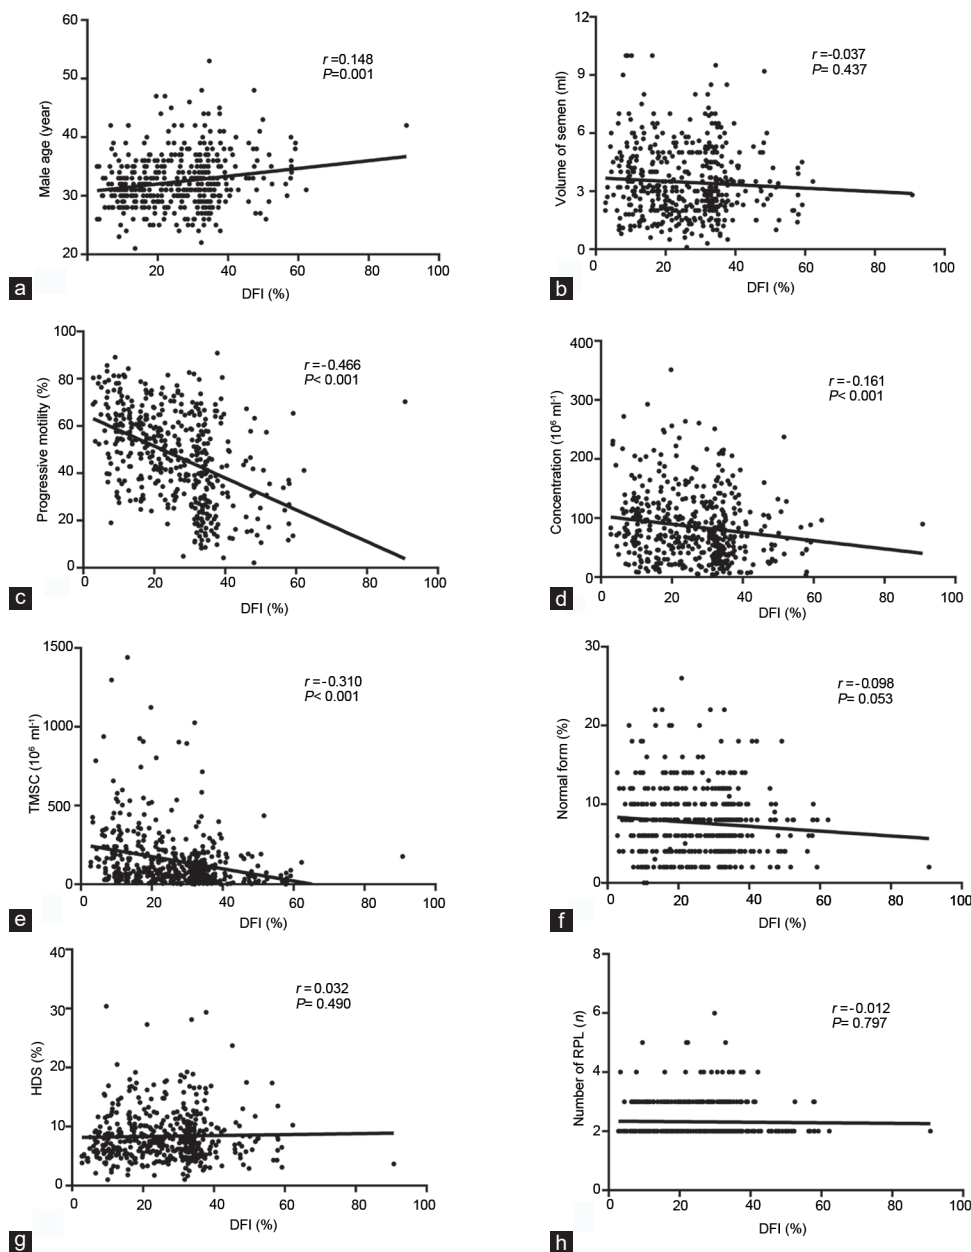 60
50
40
30
20
20
40
60
80
100
Male age (year)
DFI (%)
r=0.148
P=0.001
a
12
9
6
3
0
0
20
40
60
80
100
Volume of semen (ml)
DFI (%)
r=-0.037
P= 0.437
b
100
80
60
40
20
0
0
20
40
60
80
100
Progressive motility (%)
DFI (%)
r=-0.466
P< 0.001
c
400
300
200
100
0
0
20
40
60
80
100
Concentration (10⁶ ml⁻¹)
DFI (%)
r=-0.161
P< 0.001
d
1500
1000
500
0
0
20
40
60
80
100
TMSC (10⁶ ml⁻¹)
DFI (%)
r=-0.310
P< 0.001
e
30
20
10
0
0
20
40
60
80
100
Normal form (%)
DFI (%)
r=-0.098
P= 0.053
f
40
30
20
10
0
0
20
40
60
80
100
HDS (%)
DFI (%)
r=0.032
P= 0.490
g
8
6
4
2
0
0
20
40
60
80
100
Number of RPL (n)
DFI (%)
r=-0.012
P= 0.797
h